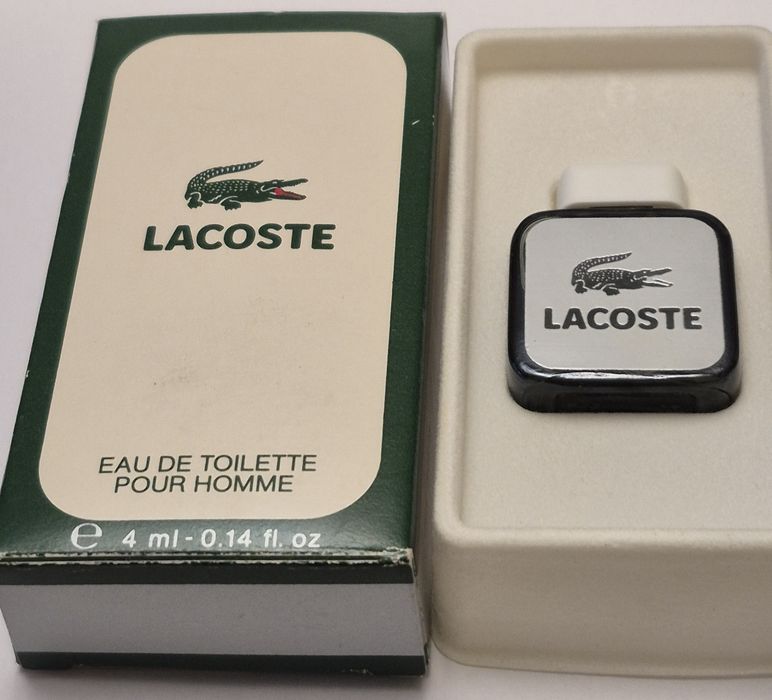 LACOSTE
EAU DE TOILETTE
POUR HOMME
℮ 4 ml - 0.14 fl. oz
LACOSTE